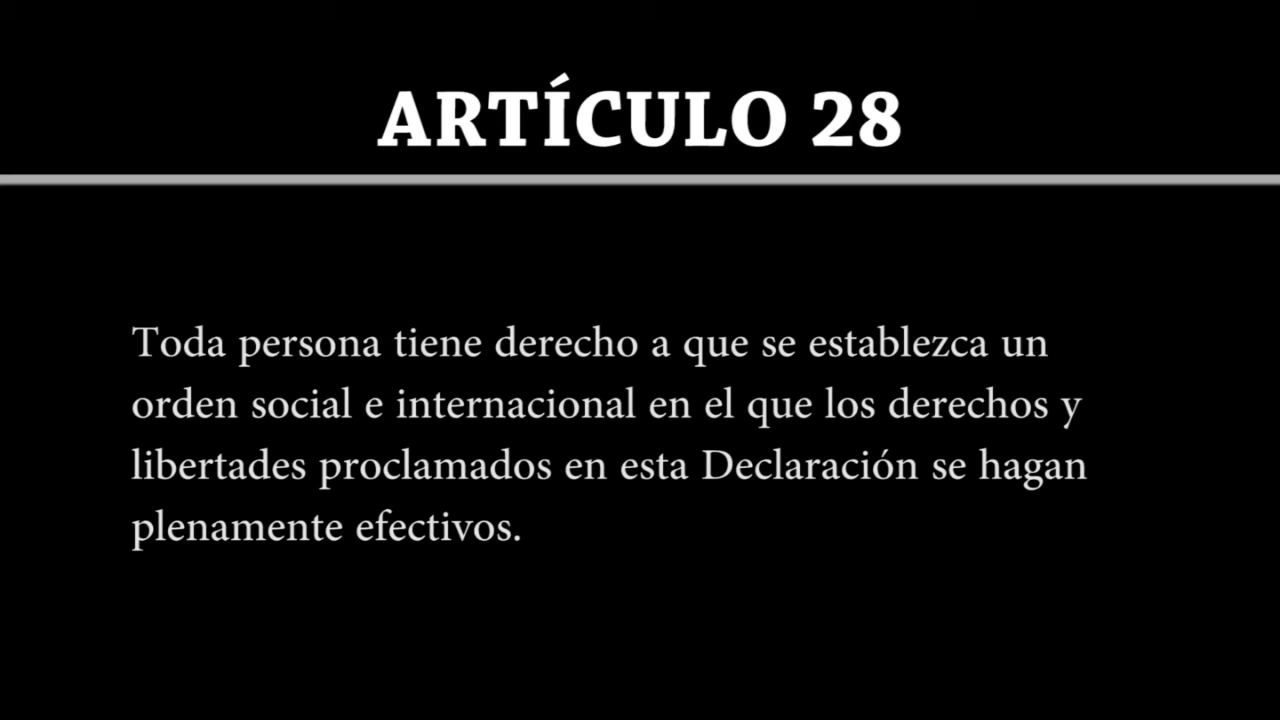 ARTÍCULO 28
Toda persona tiene derecho a que se establezca un
orden social e internacional en el que los derechos y
libertades proclamados en esta Declaración se hagan
plenamente efectivos.